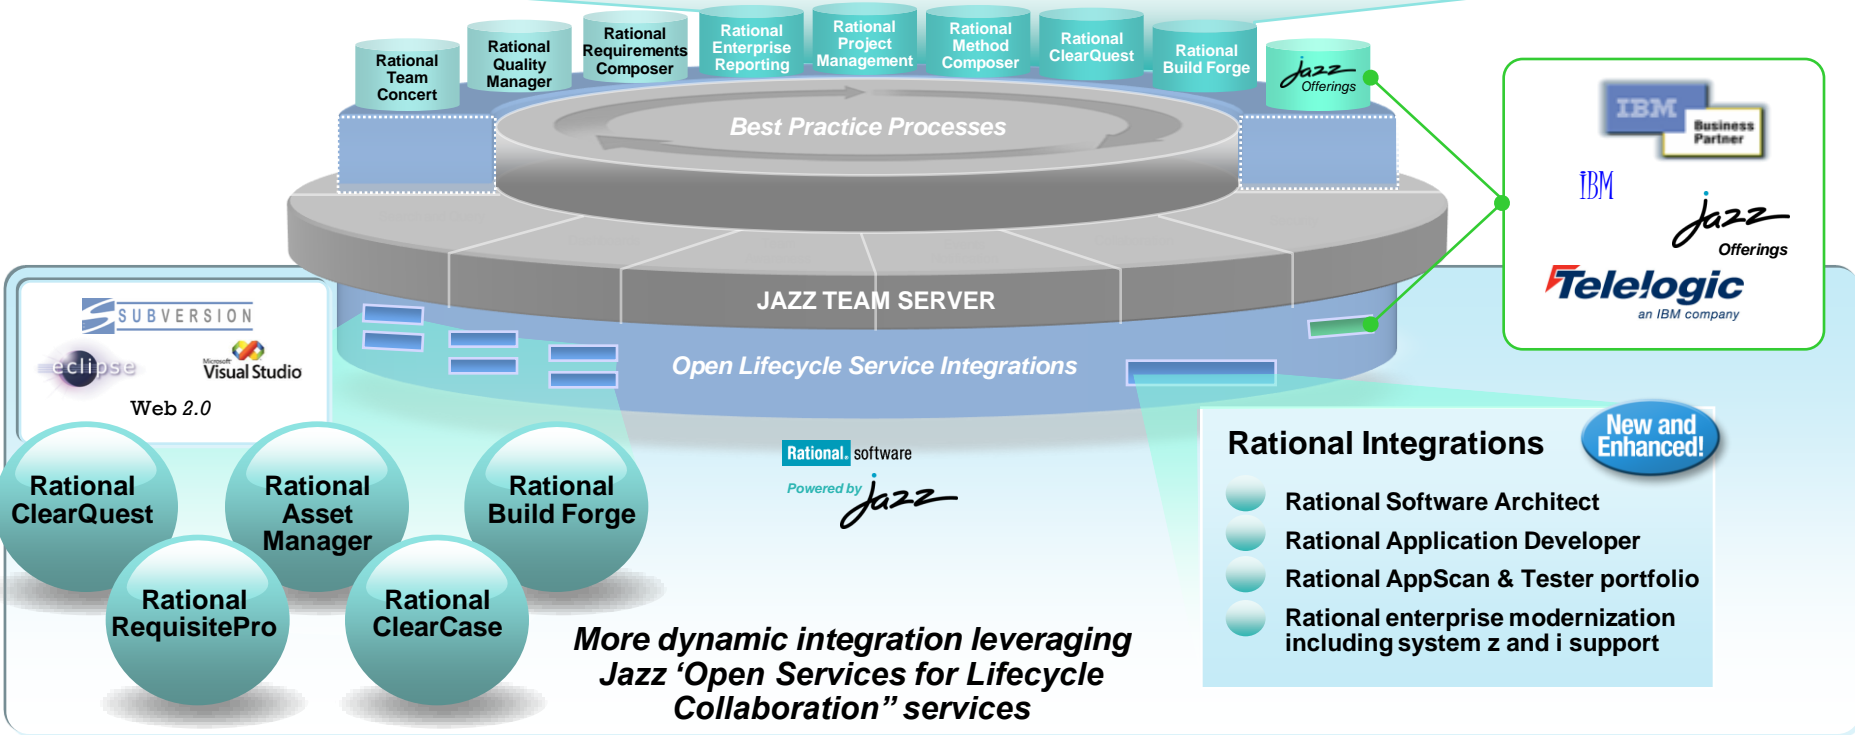 Rational
Team
Concert
Rational
Quality
Manager
Rational
Requirements
Composer
Rational
Enterprise
Reporting
Rational
Project
Management
Rational
Method
Composer
Rational
ClearQuest
Rational
Build Forge
jazz
Offerings
Best Practice Processes
JAZZ TEAM SERVER
Open Lifecycle Service Integrations
IBM
Business
Partner
IBM
jazz
Offerings
Telelogic
an IBM company
SUBVERSION
eclipse
Microsoft
Visual Studio
Web 2.0
Rational
ClearQuest
Rational
Asset
Manager
Rational
Build Forge
Rational
RequisitePro
Rational
ClearCase
Rational. software
Powered by
jazz
More dynamic integration leveraging
Jazz ‘Open Services for Lifecycle
Collaboration” services
Rational Integrations
New and
Enhanced!
Rational Software Architect
Rational Application Developer
Rational AppScan & Tester portfolio
Rational enterprise modernization
including system z and i support